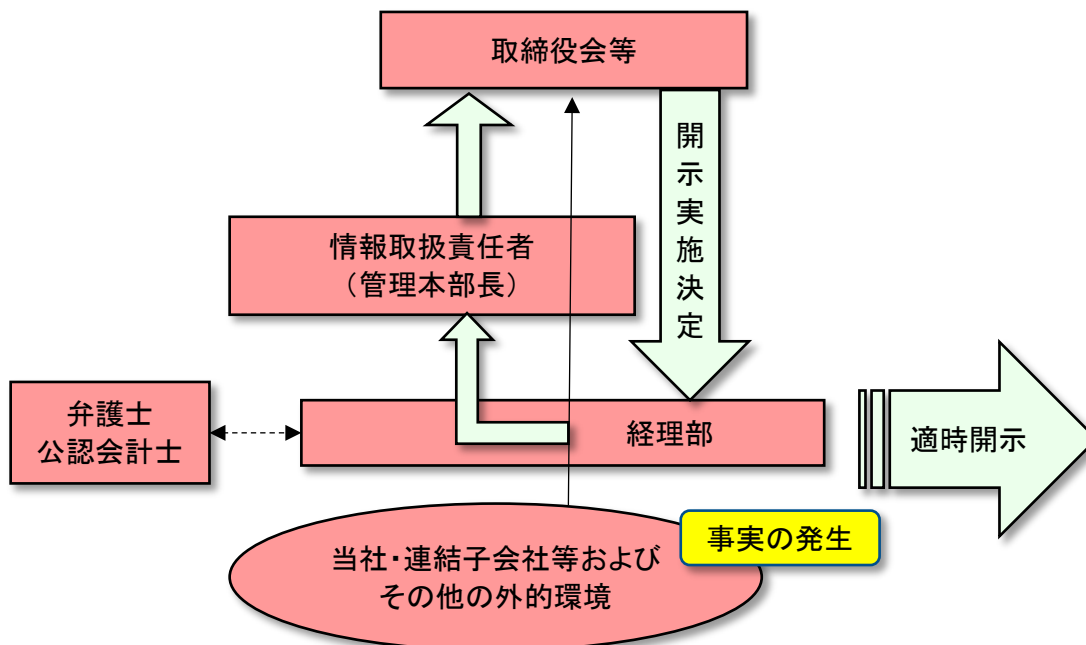 取締役会等
開示実施決定
情報取扱責任者
（管理本部長）
弁護士
公認会計士
経理部
適時開示
事実の発生
当社・連結子会社等および
その他の外的環境